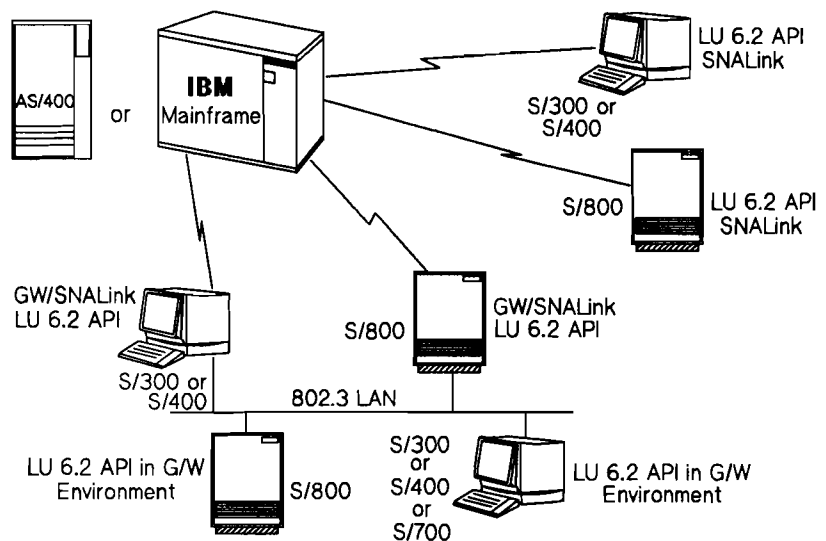 AS/400
or
IBM
Mainframe
LU 6.2 API
SNALink
S/300 or
S/400
S/800
LU 6.2 API
SNALink
GW/SNALink
LU 6.2 API
S/300 or
S/400
S/800
GW/SNALink
LU 6.2 API
802.3 LAN
LU 6.2 API in G/W
Environment
S/800
S/300
or
S/400
or
S/700
LU 6.2 API in G/W
Environment